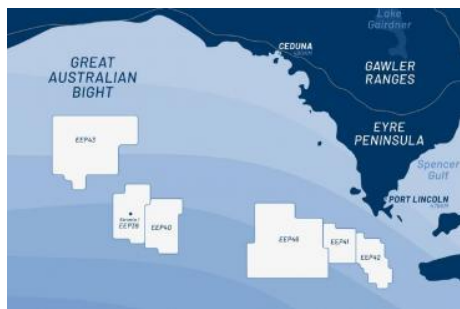 Lake
Gairdner
CEDUNA
GREAT
AUSTRALIAN
BIGHT
GAWLER
RANGES
EYRE
PENINSULA
EEP43
Spencer
Gulf
PORT LINCOLN
EEP39
EEP40
EEP41
EEP42